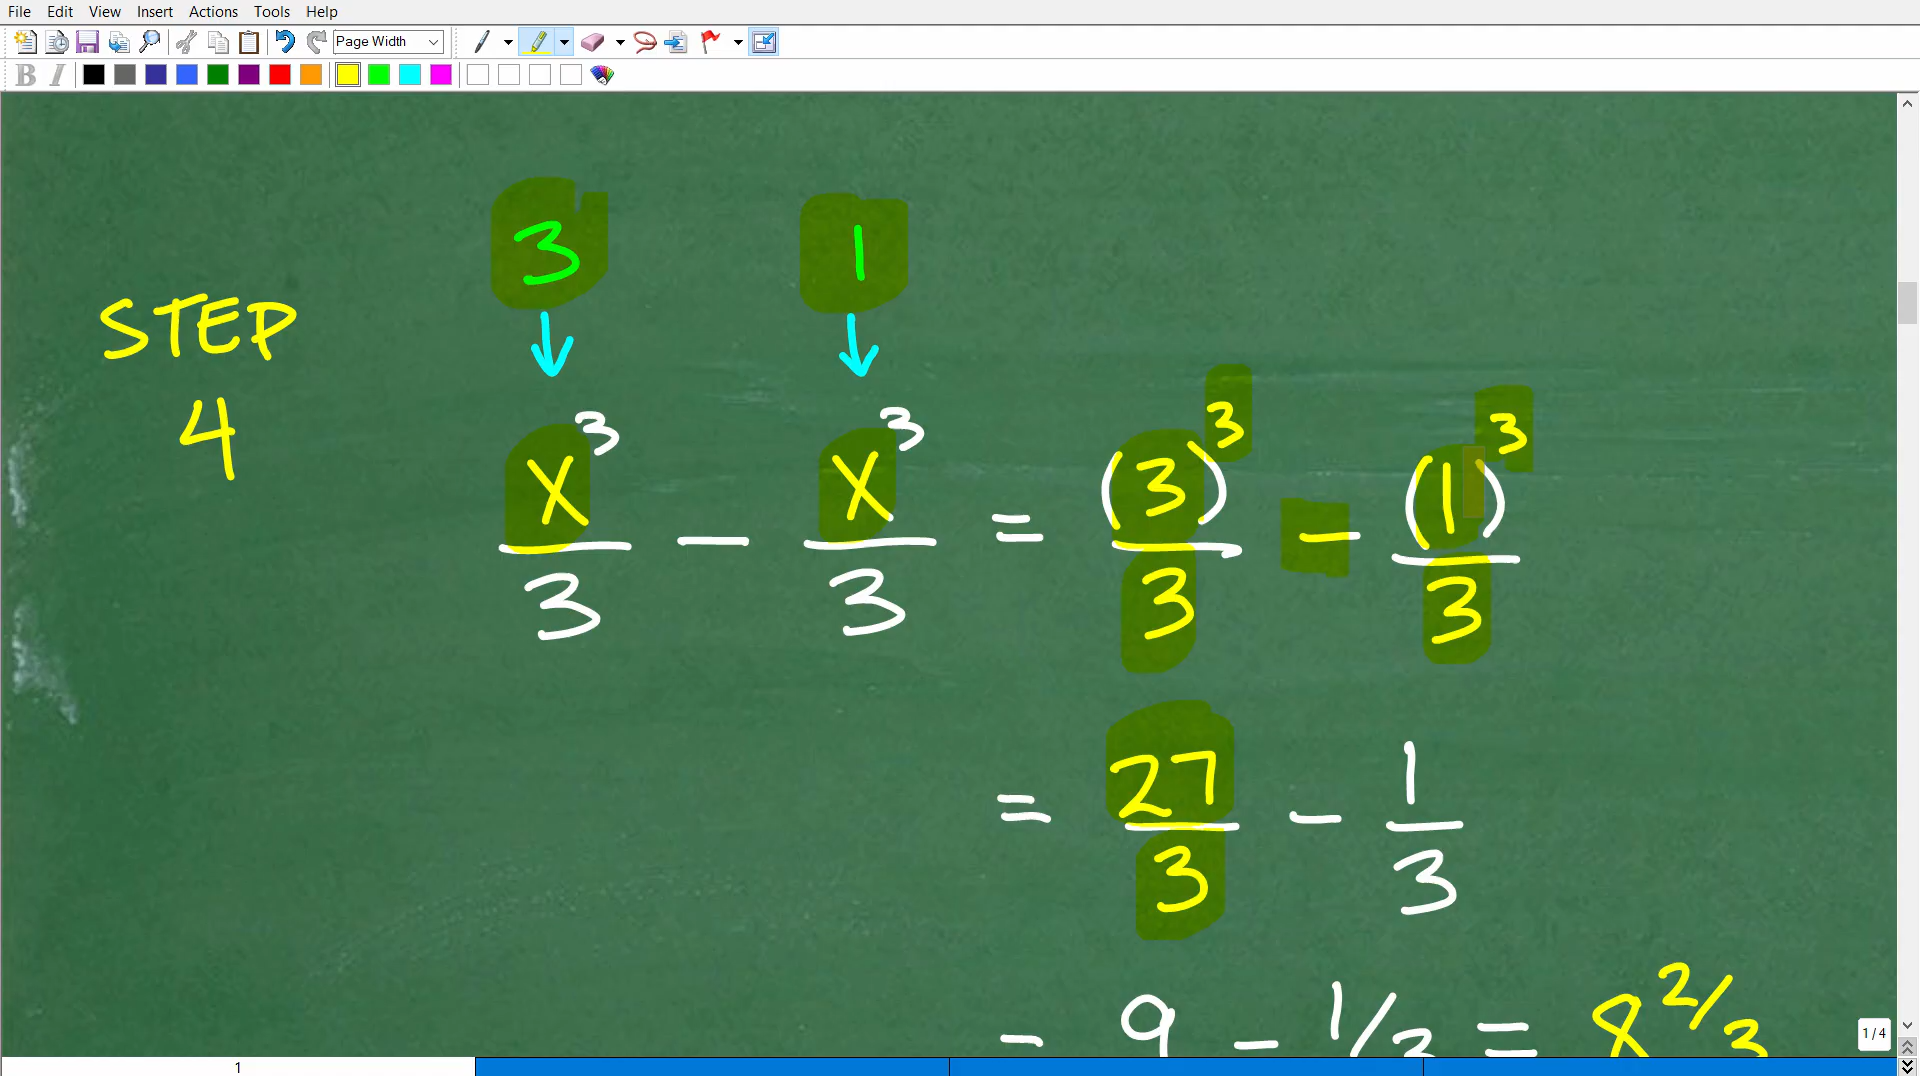 File Edit View Insert Actions Tools Help
Page Width
B I
3 1
STEP
4
x³/3 − x³/3 = (3)³/3 − (1)³/3
= 27/3 − 1/3
= 9 − 1/3 = 8 2/3
1 / 4
1